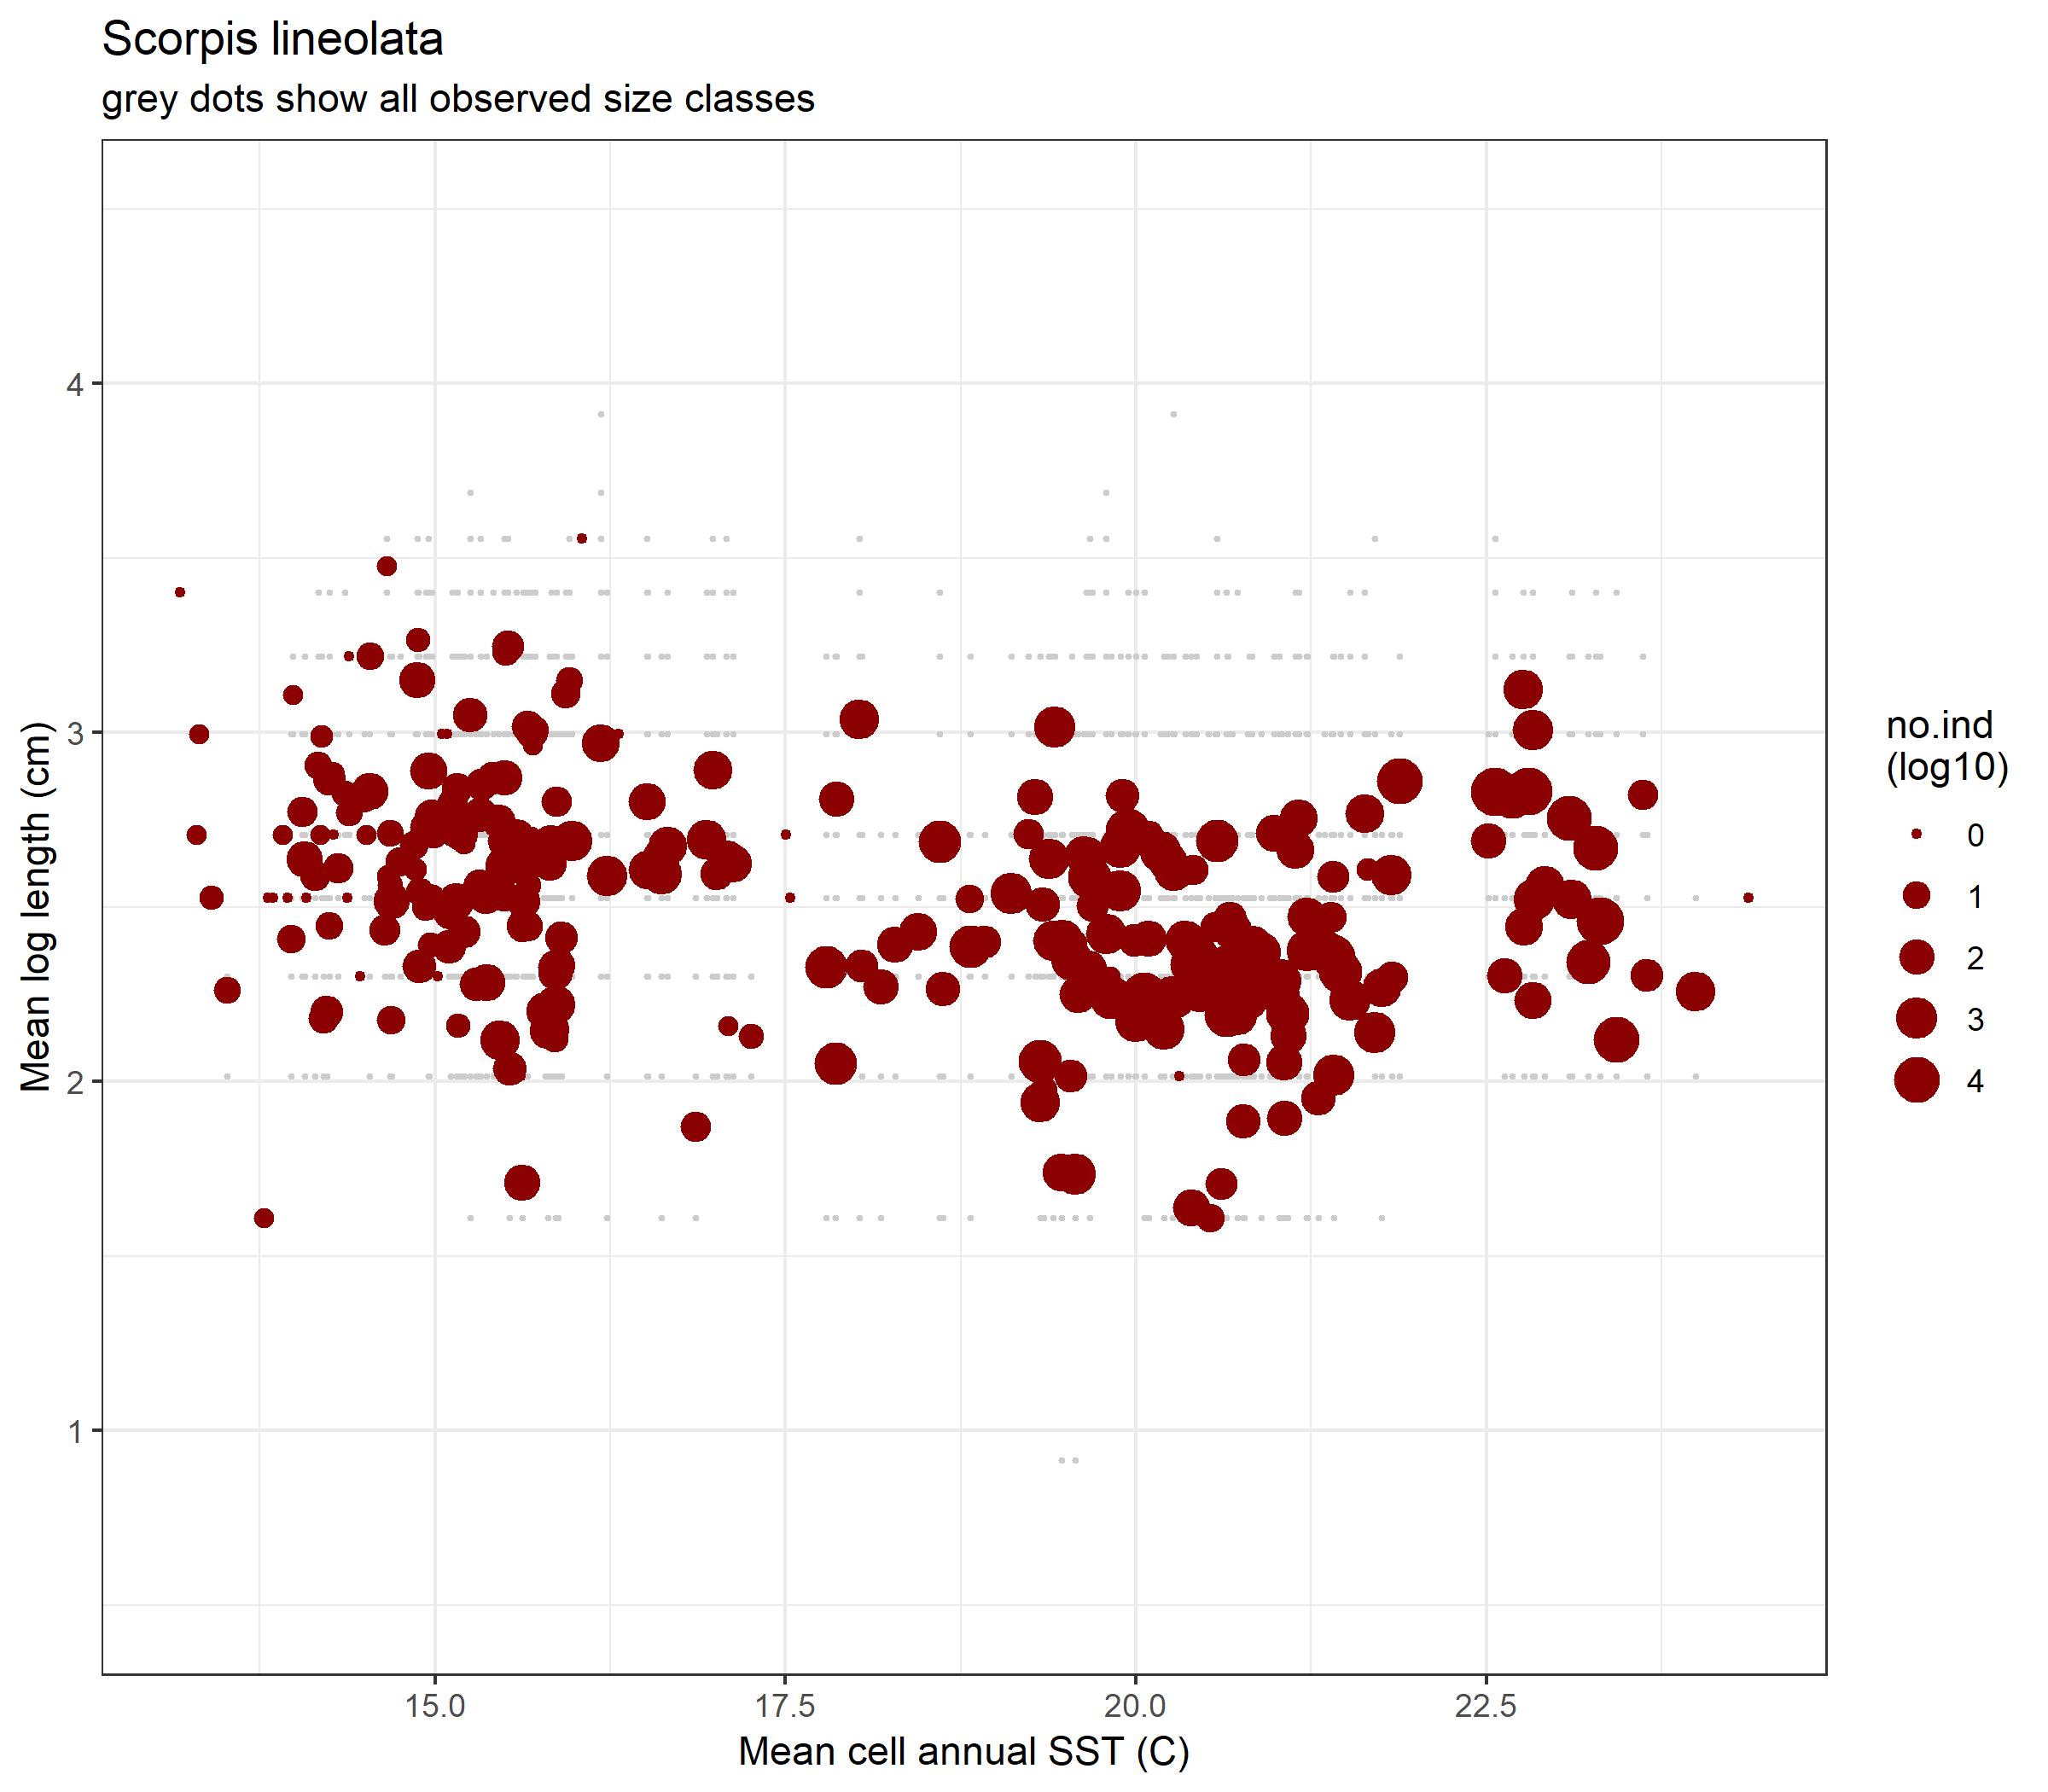 Scorpis lineolata
grey dots show all observed size classes
Mean log length (cm)
4
3
2
1
15.0
17.5
20.0
22.5
Mean cell annual SST (C)
no.ind
(log10)
0
1
2
3
4